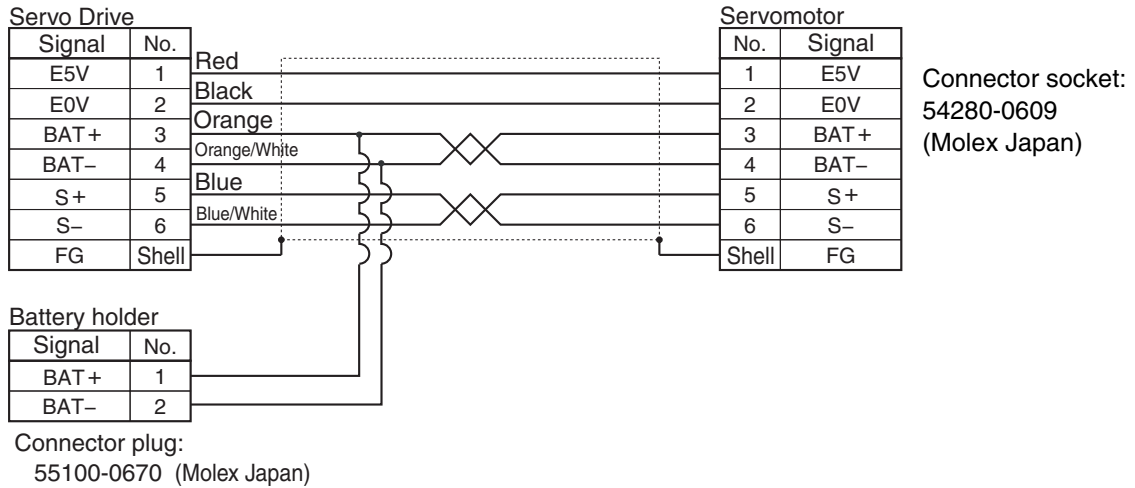 Servo Drive
Signal No.
E5V 1
E0V 2
BAT+ 3
BAT− 4
S+ 5
S− 6
FG Shell
Red
Black
Orange
Orange/White
Blue
Blue/White
Servomotor
No. Signal
1 E5V
2 E0V
3 BAT+
4 BAT−
5 S+
6 S−
Shell FG
Connector socket:
54280-0609
(Molex Japan)
Battery holder
Signal No.
BAT+ 1
BAT− 2
Connector plug:
55100-0670 (Molex Japan)